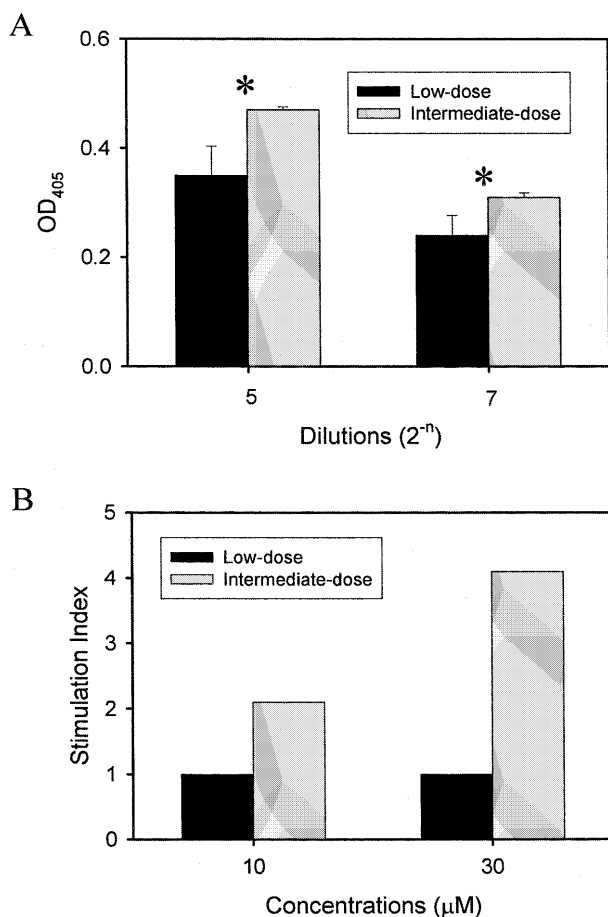 A
0.6
0.4
0.2
0.0
OD405
*
*
Low-dose
Intermediate-dose
5
7
Dilutions (2-n)
B
5
4
3
2
1
0
Stimulation Index
Low-dose
Intermediate-dose
10
30
Concentrations (μM)